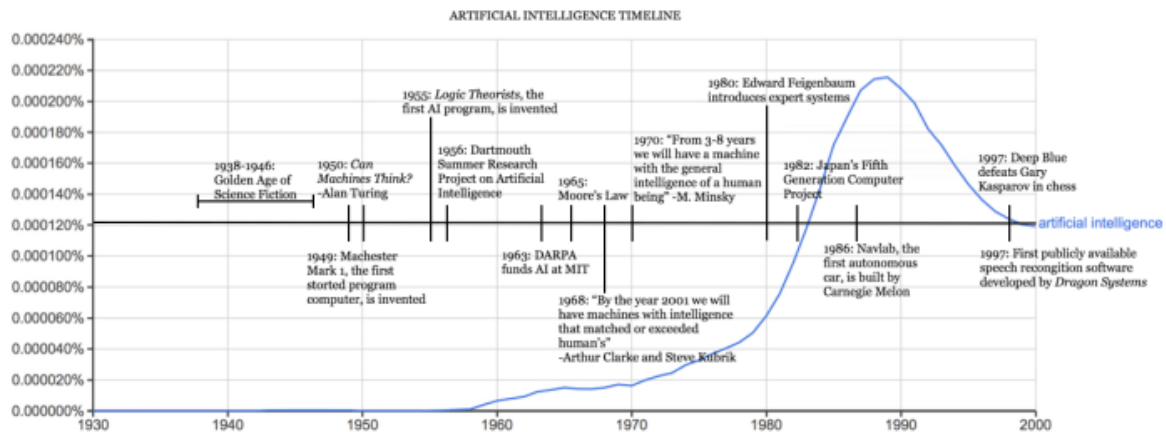 ARTIFICIAL INTELLIGENCE TIMELINE
0.000240%
0.000220%
0.000200%
0.000180%
0.000160%
0.000140%
0.000120%
0.000100%
0.000080%
0.000060%
0.000040%
0.000020%
0.000000%
1938-1946:
Golden Age of
Science Fiction
1950: Can
Machines Think?
-Alan Turing
1949: Machester
Mark 1, the first
storted program
computer, is invented
1955: Logic Theorists, the
first AI program, is invented
1956: Dartmouth
Summer Research
Project on Artificial
Intelligence
1963: DARPA
funds AI at MIT
1965:
Moore's Law
1968: "By the year 2001 we will
have machines with intelligence
that matched or exceeded
human's"
-Arthur Clarke and Steve Kubrik
1970: "From 3-8 years
we will have a machine
with the general
intelligence of a human
being" -M. Minsky
1980: Edward Feigenbaum
introduces expert systems
1982: Japan's Fifth
Generation Computer
Project
1986: Navlab, the
first autonomous
car, is built by
Carnegie Melon
1997: Deep Blue
defeats Gary
Kasparov in chess
artificial intelligence
1997: First publicly available
speech recongition software
developed by Dragon Systems
1930
1940
1950
1960
1970
1980
1990
2000